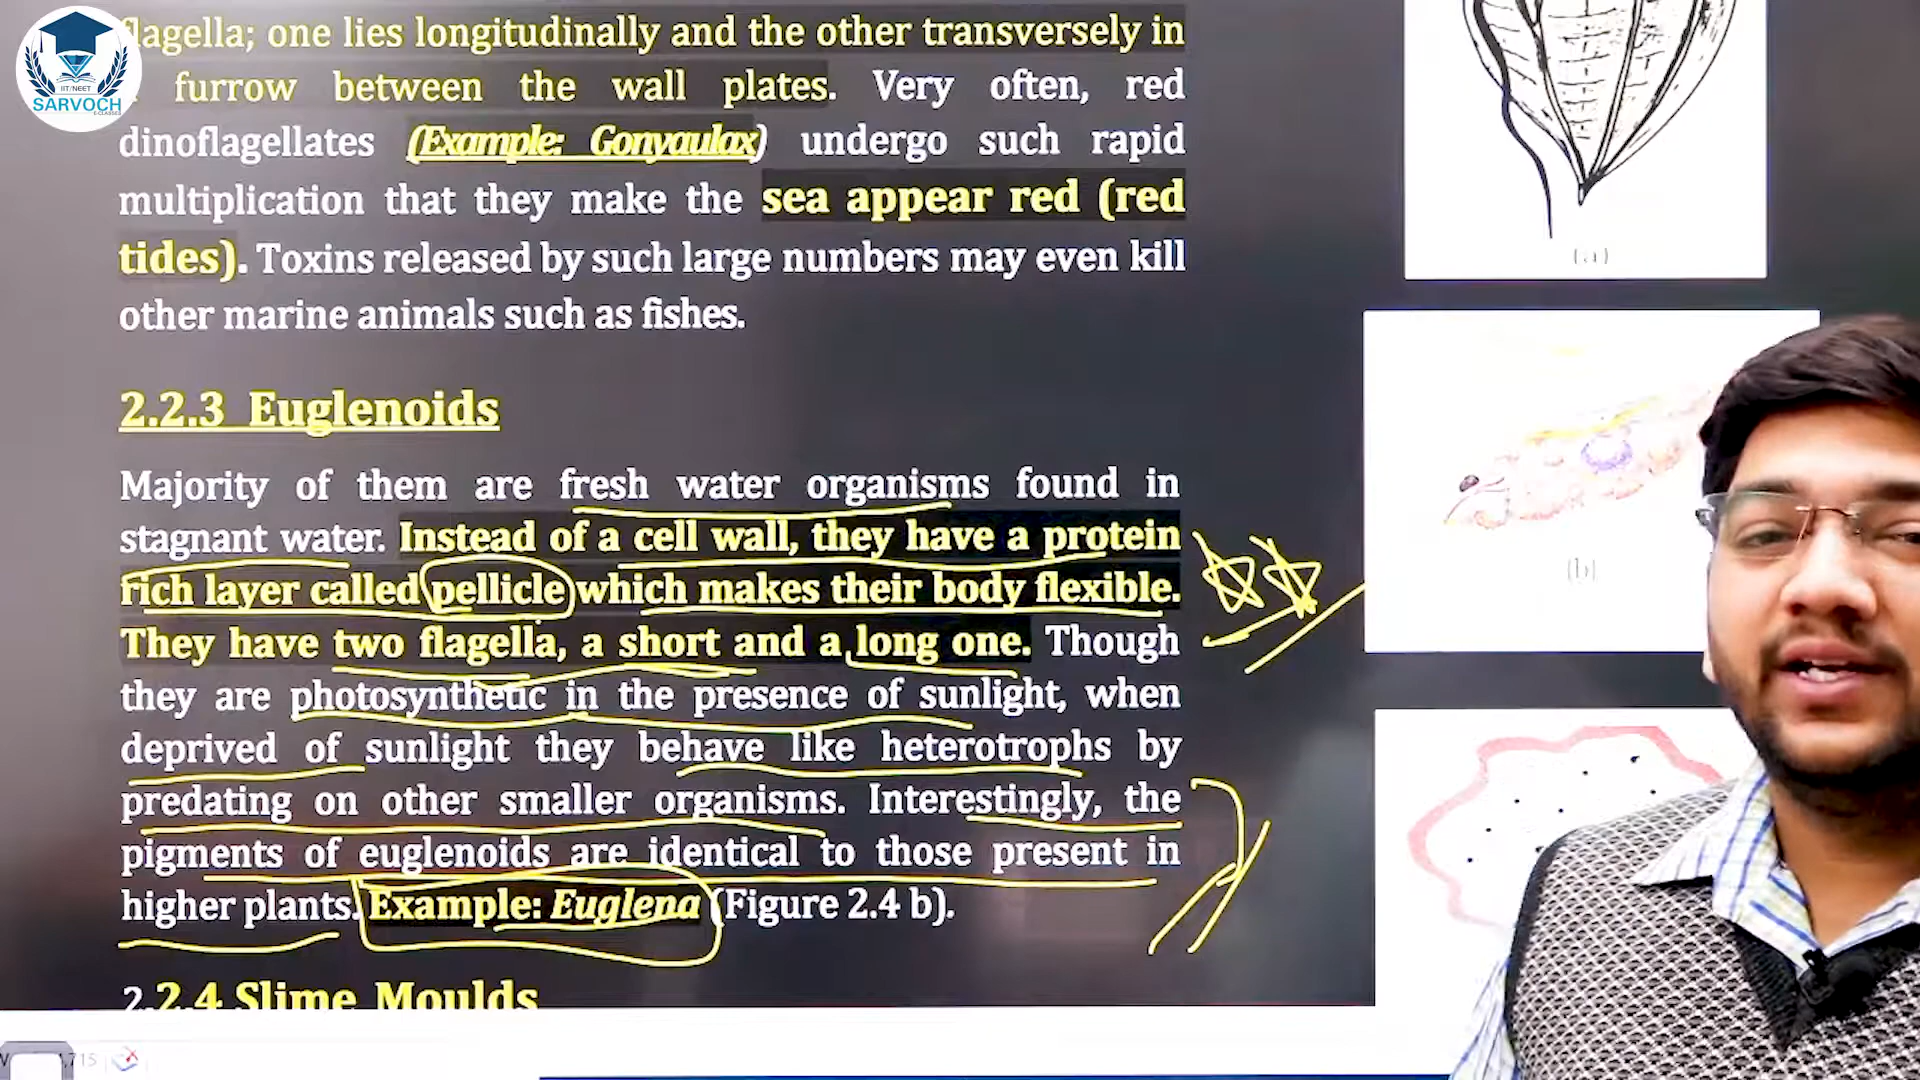 flagella; one lies longitudinally and the other transversely in
furrow between the wall plates. Very often, red
dinoflagellates (Example: Gonyaulax) undergo such rapid
multiplication that they make the sea appear red (red
tides). Toxins released by such large numbers may even kill
other marine animals such as fishes.
2.2.3 Euglenoids
Majority of them are fresh water organisms found in
stagnant water. Instead of a cell wall, they have a protein
rich layer called pellicle which makes their body flexible.
They have two flagella, a short and a long one. Though
they are photosynthetic in the presence of sunlight, when
deprived of sunlight they behave like heterotrophs by
predating on other smaller organisms. Interestingly, the
pigments of euglenoids are identical to those present in
higher plants. Example: Euglena (Figure 2.4 b).
2.2.4 Slime Moulds
IIT/NEET
SARVOCH
E-CLASSES
(a)
(b)